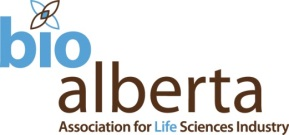 bio
alberta
Association for Life Sciences Industry